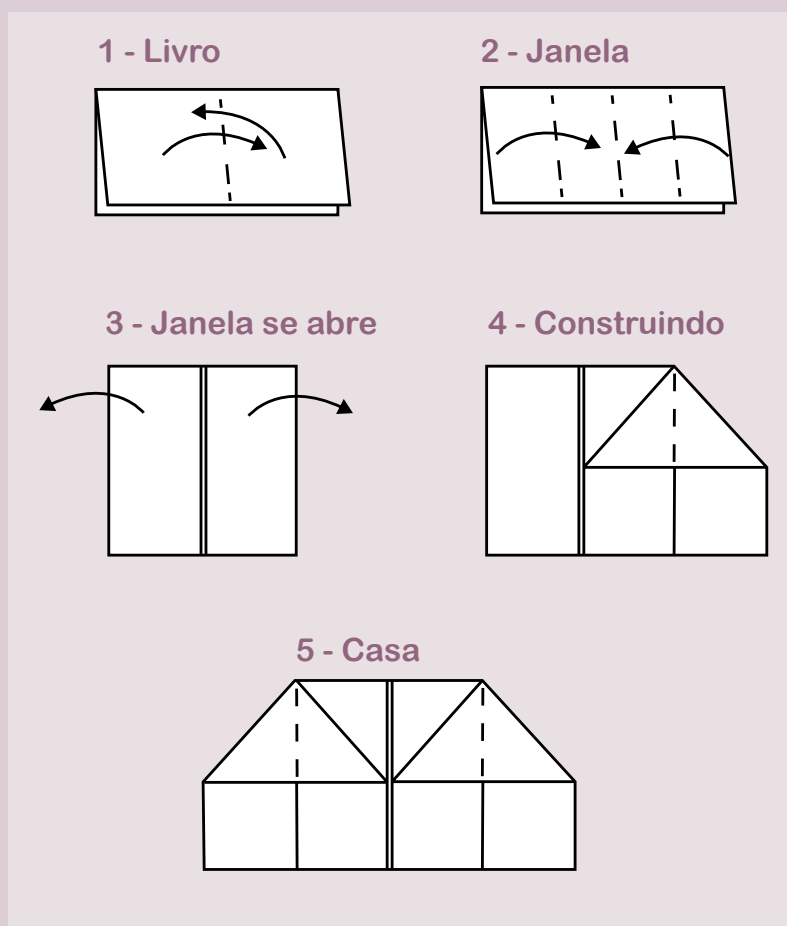 1 - Livro
2 - Janela
3 - Janela se abre
4 - Construindo
5 - Casa